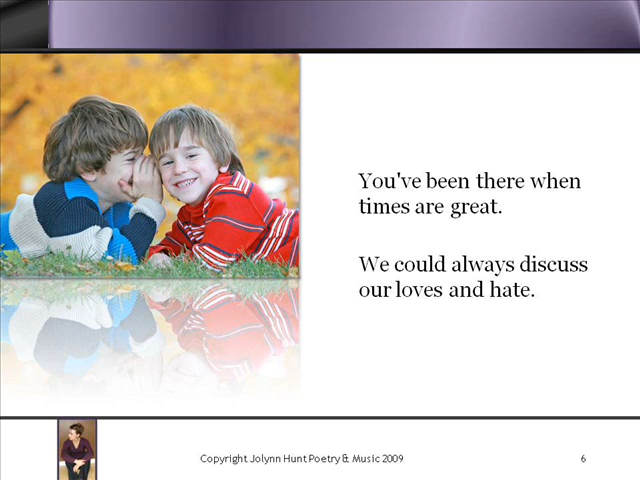 You've been there when
times are great.
We could always discuss
our loves and hate.
Copyright Jolynn Hunt Poetry & Music 2009
6